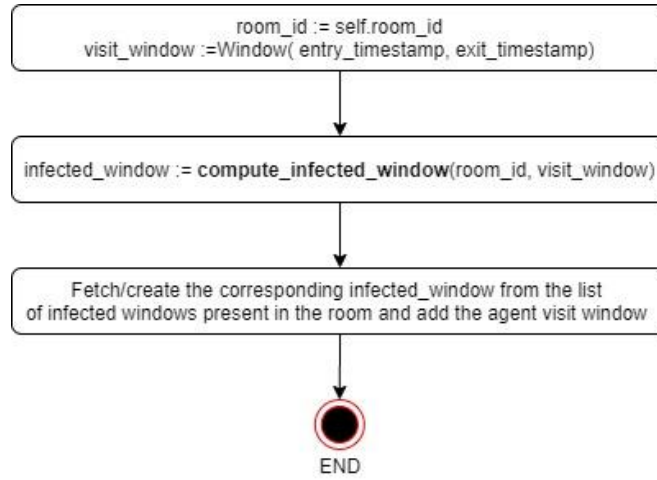 room_id := self.room_id
visit_window :=Window( entry_timestamp, exit_timestamp)
infected_window := compute_infected_window(room_id, visit_window)
Fetch/create the corresponding infected_window from the list
of infected windows present in the room and add the agent visit window
END